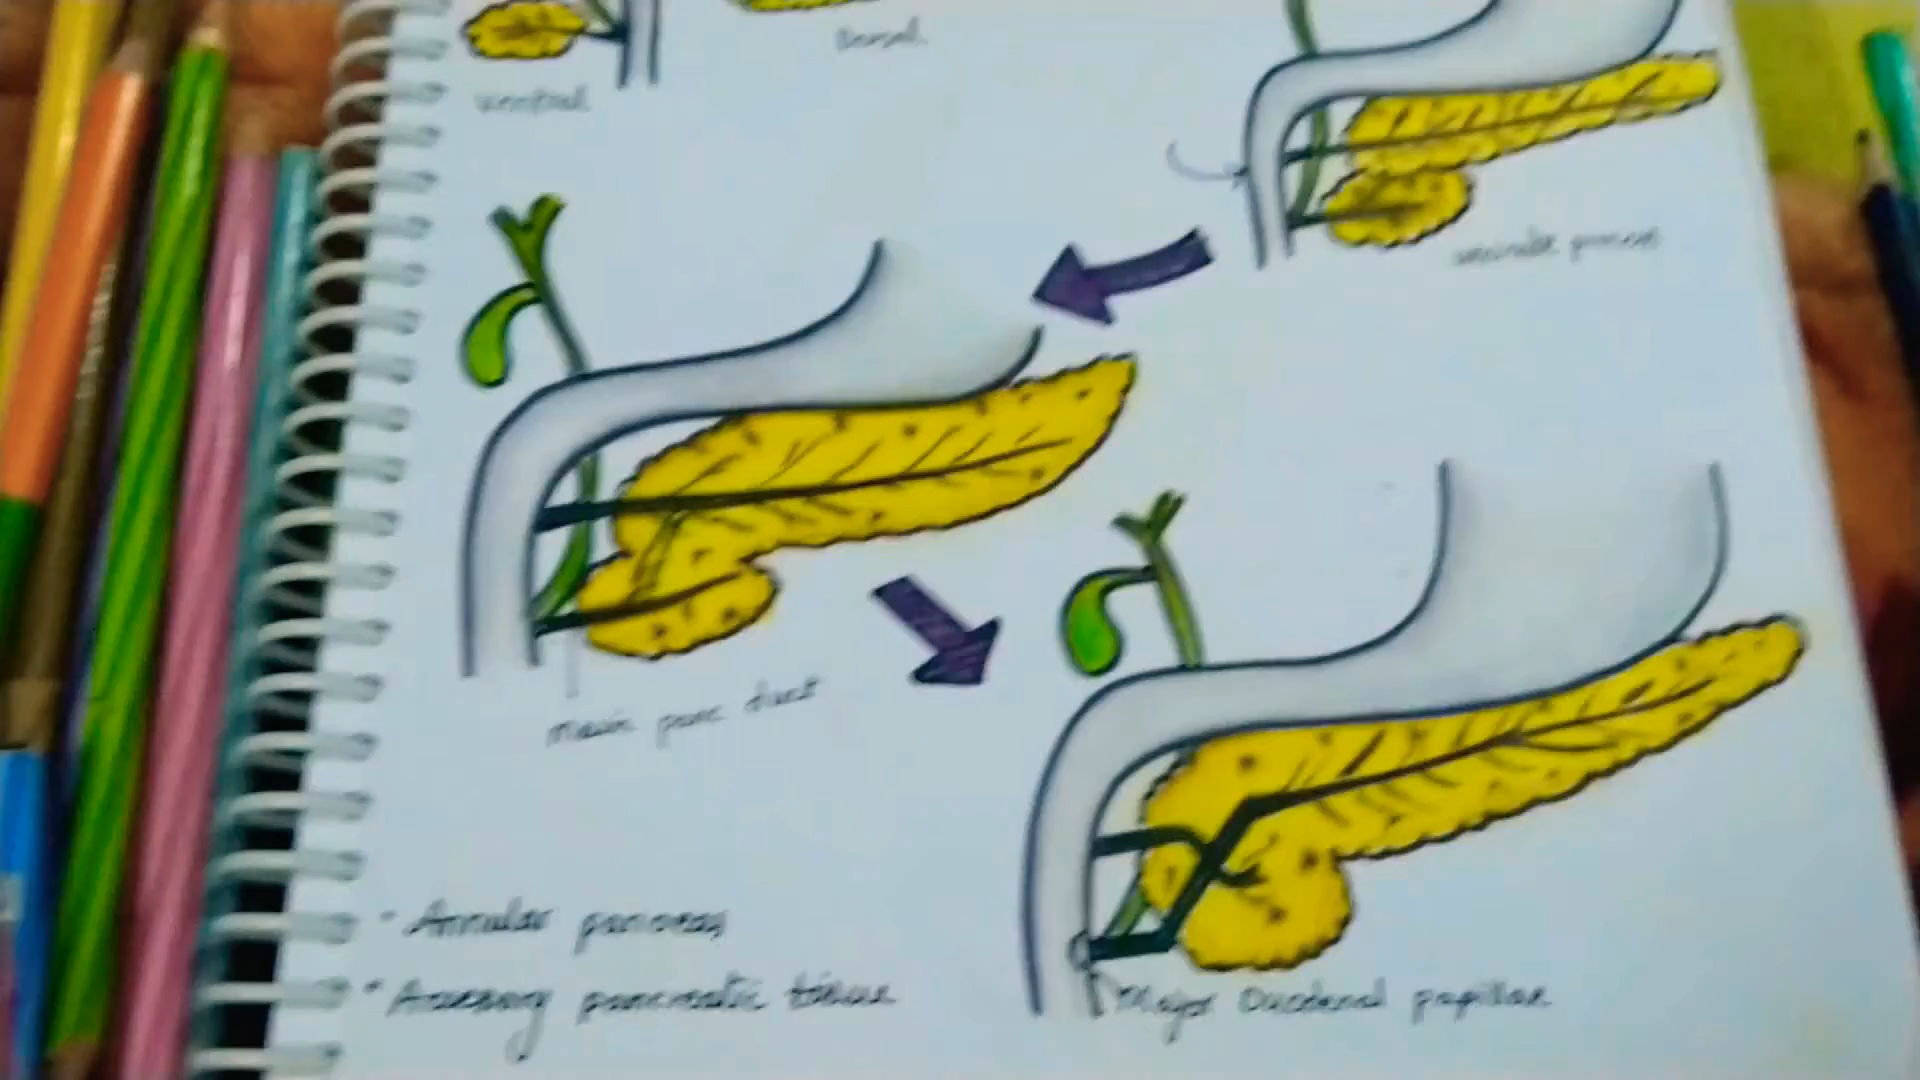 Dorsal
Ventral
uncinate process
Main panc duct
• Annular pancreas
• Accessory pancreatic tissue
Major Duodenal papillae